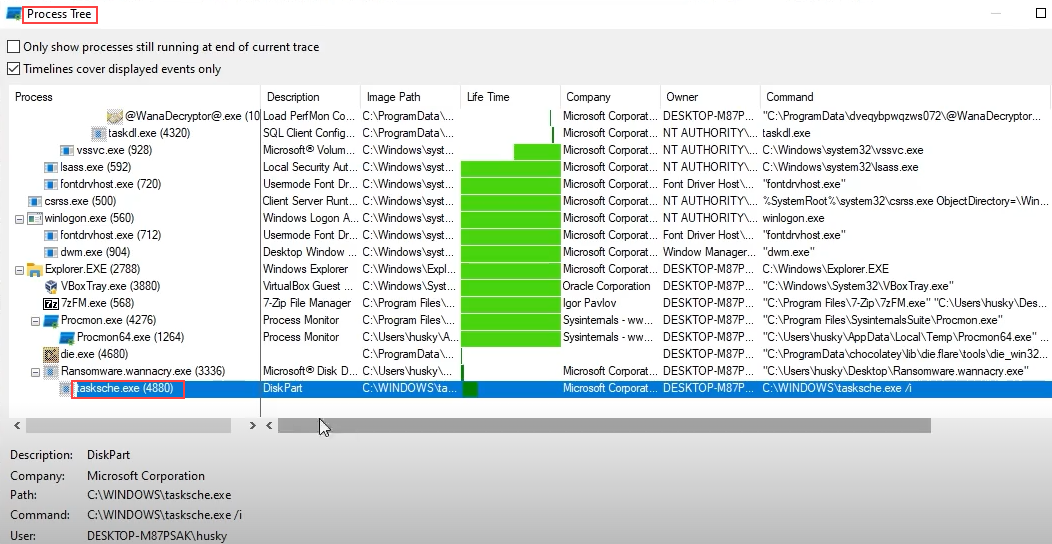 Process Tree
Only show processes still running at end of current trace
Timelines cover displayed events only
Process Description Image Path Life Time Company Owner Command
@WanaDecryptor@.exe (10 Load PerfMon Co... C:\ProgramData\... Microsoft Corporat... DESKTOP-M87P... "C:\ProgramData\dveqybpwqzws072\@WanaDecryptor...
taskdl.exe (4320) SQL Client Config... C:\ProgramData\... Microsoft Corporat... NT AUTHORITY\... taskdl.exe
vssvc.exe (928) Microsoft® Volum... C:\Windows\syst... Microsoft Corporat... NT AUTHORITY\... C:\Windows\system32\vssvc.exe
lsass.exe (592) Local Security Aut... C:\Windows\syst... Microsoft Corporat... NT AUTHORITY\... C:\Windows\system32\lsass.exe
fontdrvhost.exe (720) Usermode Font Dr... C:\Windows\syst... Microsoft Corporat... Font Driver Host\... "fontdrvhost.exe"
csrss.exe (500) Client Server Runt... C:\Windows\syst... Microsoft Corporat... NT AUTHORITY\... %SystemRoot%\system32\csrss.exe ObjectDirectory=\Win...
winlogon.exe (560) Windows Logon A... C:\Windows\syst... Microsoft Corporat... NT AUTHORITY\... winlogon.exe
fontdrvhost.exe (712) Usermode Font Dr... C:\Windows\syst... Microsoft Corporat... Font Driver Host\... "fontdrvhost.exe"
dwm.exe (904) Desktop Window ... C:\Windows\syst... Microsoft Corporat... Window Manager... "dwm.exe"
Explorer.EXE (2788) Windows Explorer C:\Windows\Expl... Microsoft Corporat... DESKTOP-M87P... C:\Windows\Explorer.EXE
VBoxTray.exe (3880) VirtualBox Guest ... C:\Windows\Syst... Oracle Corporation DESKTOP-M87P... "C:\Windows\System32\VBoxTray.exe"
7z 7zFM.exe (568) 7-Zip File Manager C:\Program Files\... Igor Pavlov DESKTOP-M87P... "C:\Program Files\7-Zip\7zFM.exe" "C:\Users\husky\Des...
Procmon.exe (4276) Process Monitor C:\Program Files\... Sysinternals - ww... DESKTOP-M87P... "C:\Program Files\SysinternalsSuite\Procmon.exe"
Procmon64.exe (1264) Process Monitor C:\Users\husky\A... Sysinternals - ww... DESKTOP-M87P... "C:\Users\husky\AppData\Local\Temp\Procmon64.exe" ...
die.exe (4680) C:\ProgramData\... DESKTOP-M87P... "C:\ProgramData\chocolatey\lib\die.flare\tools\die_win32...
Ransomware.wannacry.exe (3336) Microsoft® Disk D... C:\Users\husky\D... Microsoft Corporat... DESKTOP-M87P... "C:\Users\husky\Desktop\Ransomware.wannacry.exe"
tasksche.exe (4880) DiskPart C:\WINDOWS\ta... Microsoft Corporat... DESKTOP-M87P... C:\WINDOWS\tasksche.exe /i
Description: DiskPart
Company: Microsoft Corporation
Path: C:\WINDOWS\tasksche.exe
Command: C:\WINDOWS\tasksche.exe /i
User: DESKTOP-M87PSAK\husky